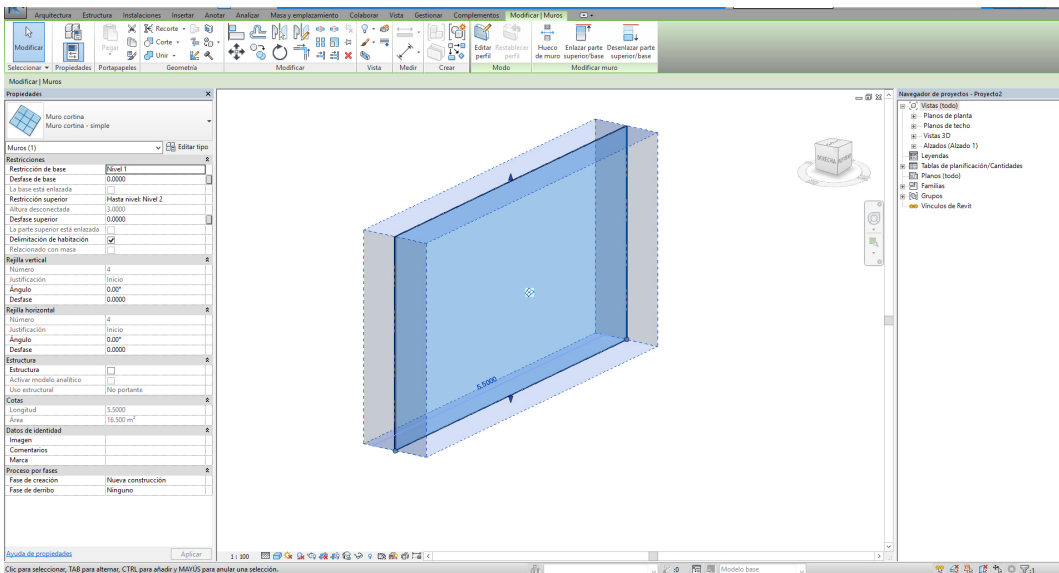 Arquitectura Estructura Instalaciones Insertar Anotar Analizar Masa y emplazamiento Colaborar Vista Gestionar Complementos Modificar | Muros
Modificar
Pegar
Recorte
Corte
Unir
Editar perfil
Restablecer perfil
Hueco de muro
Enlazar parte superior/base
Desenlazar parte superior/base
Seleccionar Propiedades Portapapeles Geometría Modificar Vista Medir Crear Modo Modificar muro
Modificar | Muros
Propiedades
Muro cortina
Muro cortina - simple
Muros (1) Editar tipo
Restricciones
Restricción de base Nivel 1
Desfase de base 0.0000
La base está enlazada
Restricción superior Hasta nivel: Nivel 2
Altura desconectada 3.0000
Desfase superior 0.0000
La parte superior está enlazada
Delimitación de habitación
Relacionado con masa
Rejilla vertical
Número 4
Justificación Inicio
Ángulo 0.00°
Desfase 0.0000
Rejilla horizontal
Número 4
Justificación Inicio
Ángulo 0.00°
Desfase 0.0000
Estructura
Estructura
Activar modelo analítico
Uso estructural No portante
Cotas
Longitud 5.5000
Área 16.500 m²
Datos de identidad
Imagen
Comentarios
Marca
Proceso por fases
Fase de creación Nueva construcción
Fase de derribo Ninguno
Ayuda de propiedades Aplicar
5.5000
DERECHA
1 : 100
Navegador de proyectos - Proyecto2
Vistas (todo)
Planos de planta
Planos de techo
Vistas 3D
Alzados (Alzado 1)
Leyendas
Tablas de planificación/Cantidades
Planos (todo)
Familias
Grupos
Vínculos de Revit
Clic para seleccionar, TAB para alternar, CTRL para añadir y MAYÚS para anular una selección.
:0 Modelo base :1